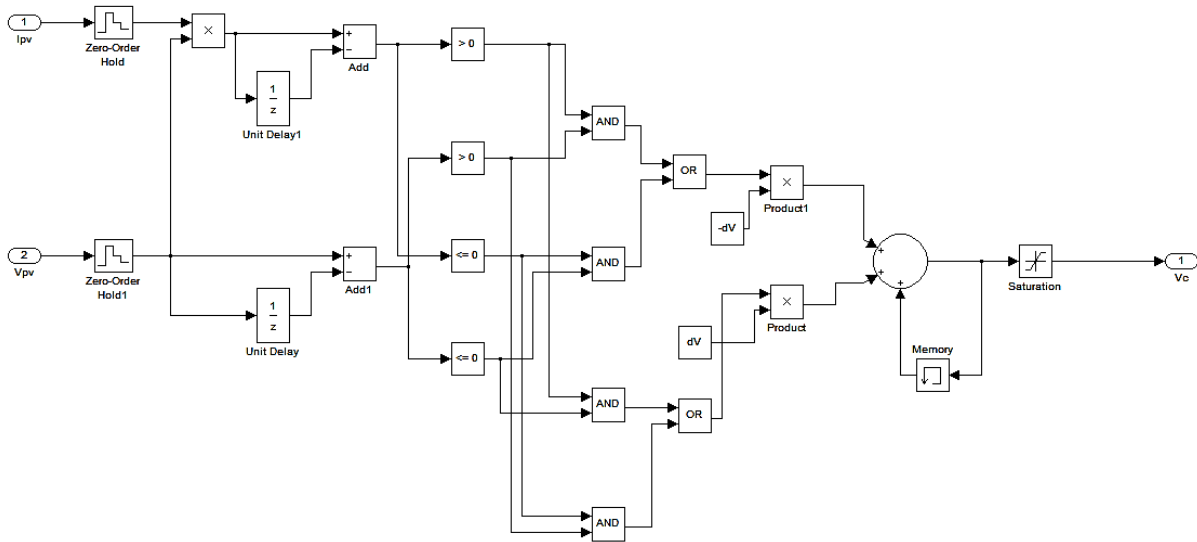 1
Ipv
Zero-Order
Hold
×
1
z
Unit Delay1
+
−
Add
> 0
> 0
AND
OR
×
Product1
-dV
2
Vpv
Zero-Order
Hold1
1
z
Unit Delay
+
−
Add1
<= 0
<= 0
AND
dV
×
Product
+
+
+
Saturation
1
Vc
Memory
AND
OR
AND